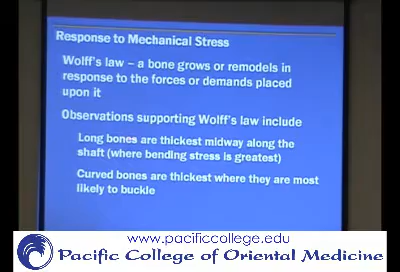 Response to Mechanical Stress
Wolff's law – a bone grows or remodels in
response to the forces or demands placed
upon it
Observations supporting Wolff's law include
Long bones are thickest midway along the
shaft (where bending stress is greatest)
Curved bones are thickest where they are most
likely to buckle
www.pacificcollege.edu
Pacific College of Oriental Medicine